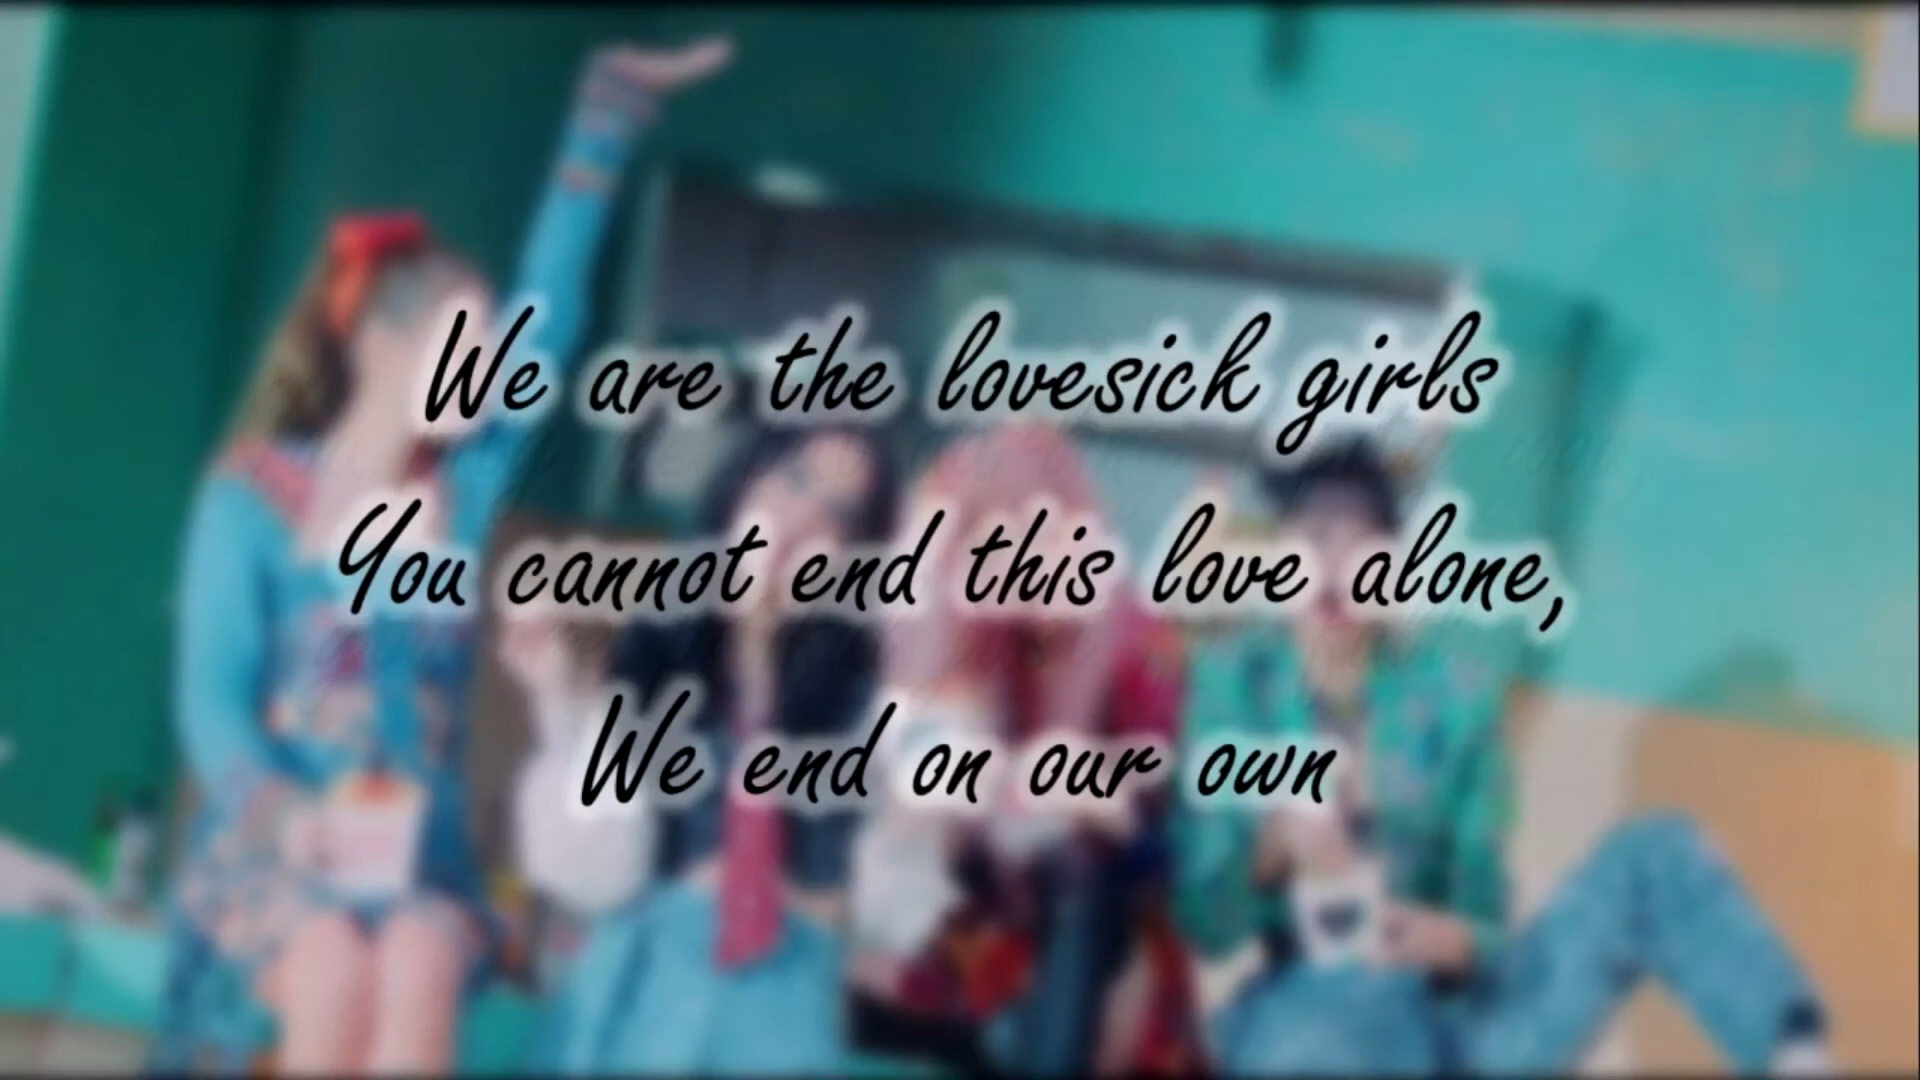 We are the lovesick girls
You cannot end this love alone,
We end on our own